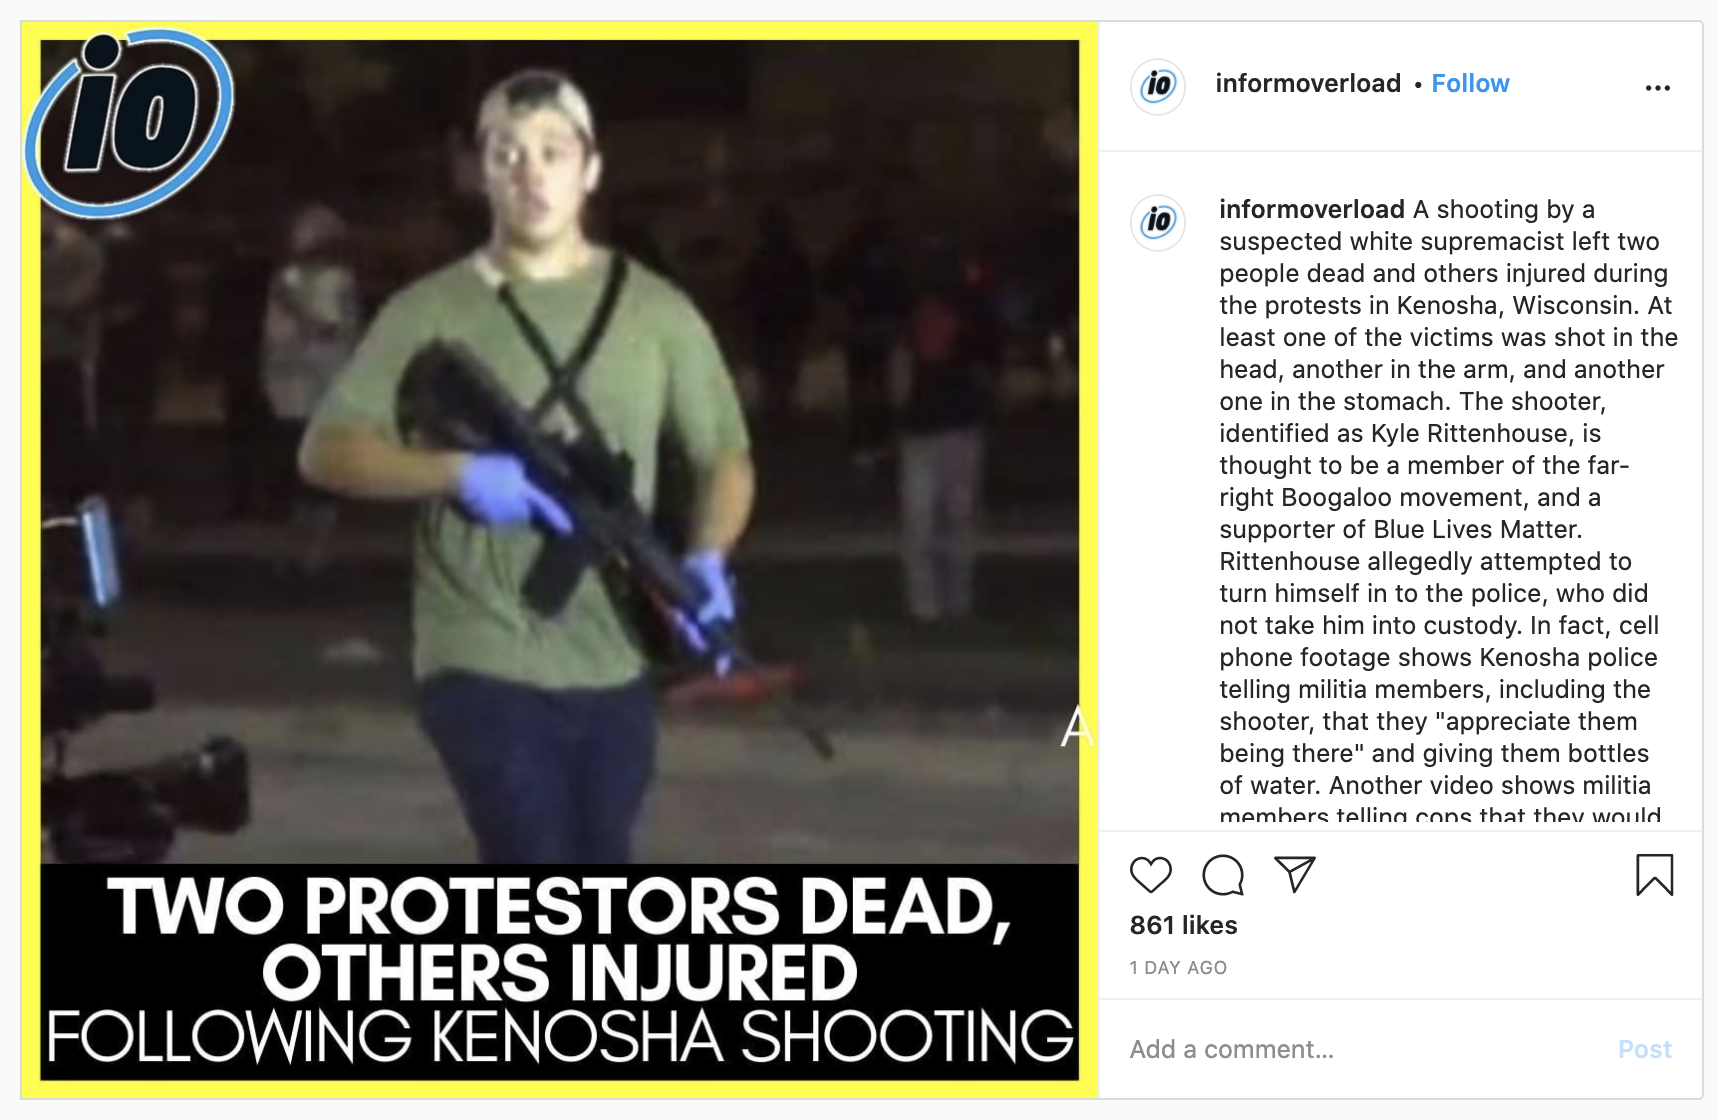 io
TWO PROTESTORS DEAD,
OTHERS INJURED
FOLLOWING KENOSHA SHOOTING
A
io
informoverload • Follow
io
informoverload A shooting by a
suspected white supremacist left two
people dead and others injured during
the protests in Kenosha, Wisconsin. At
least one of the victims was shot in the
head, another in the arm, and another
one in the stomach. The shooter,
identified as Kyle Rittenhouse, is
thought to be a member of the far-
right Boogaloo movement, and a
supporter of Blue Lives Matter.
Rittenhouse allegedly attempted to
turn himself in to the police, who did
not take him into custody. In fact, cell
phone footage shows Kenosha police
telling militia members, including the
shooter, that they "appreciate them
being there" and giving them bottles
of water. Another video shows militia
members telling cops that they would
861 likes
1 DAY AGO
Add a comment... Post